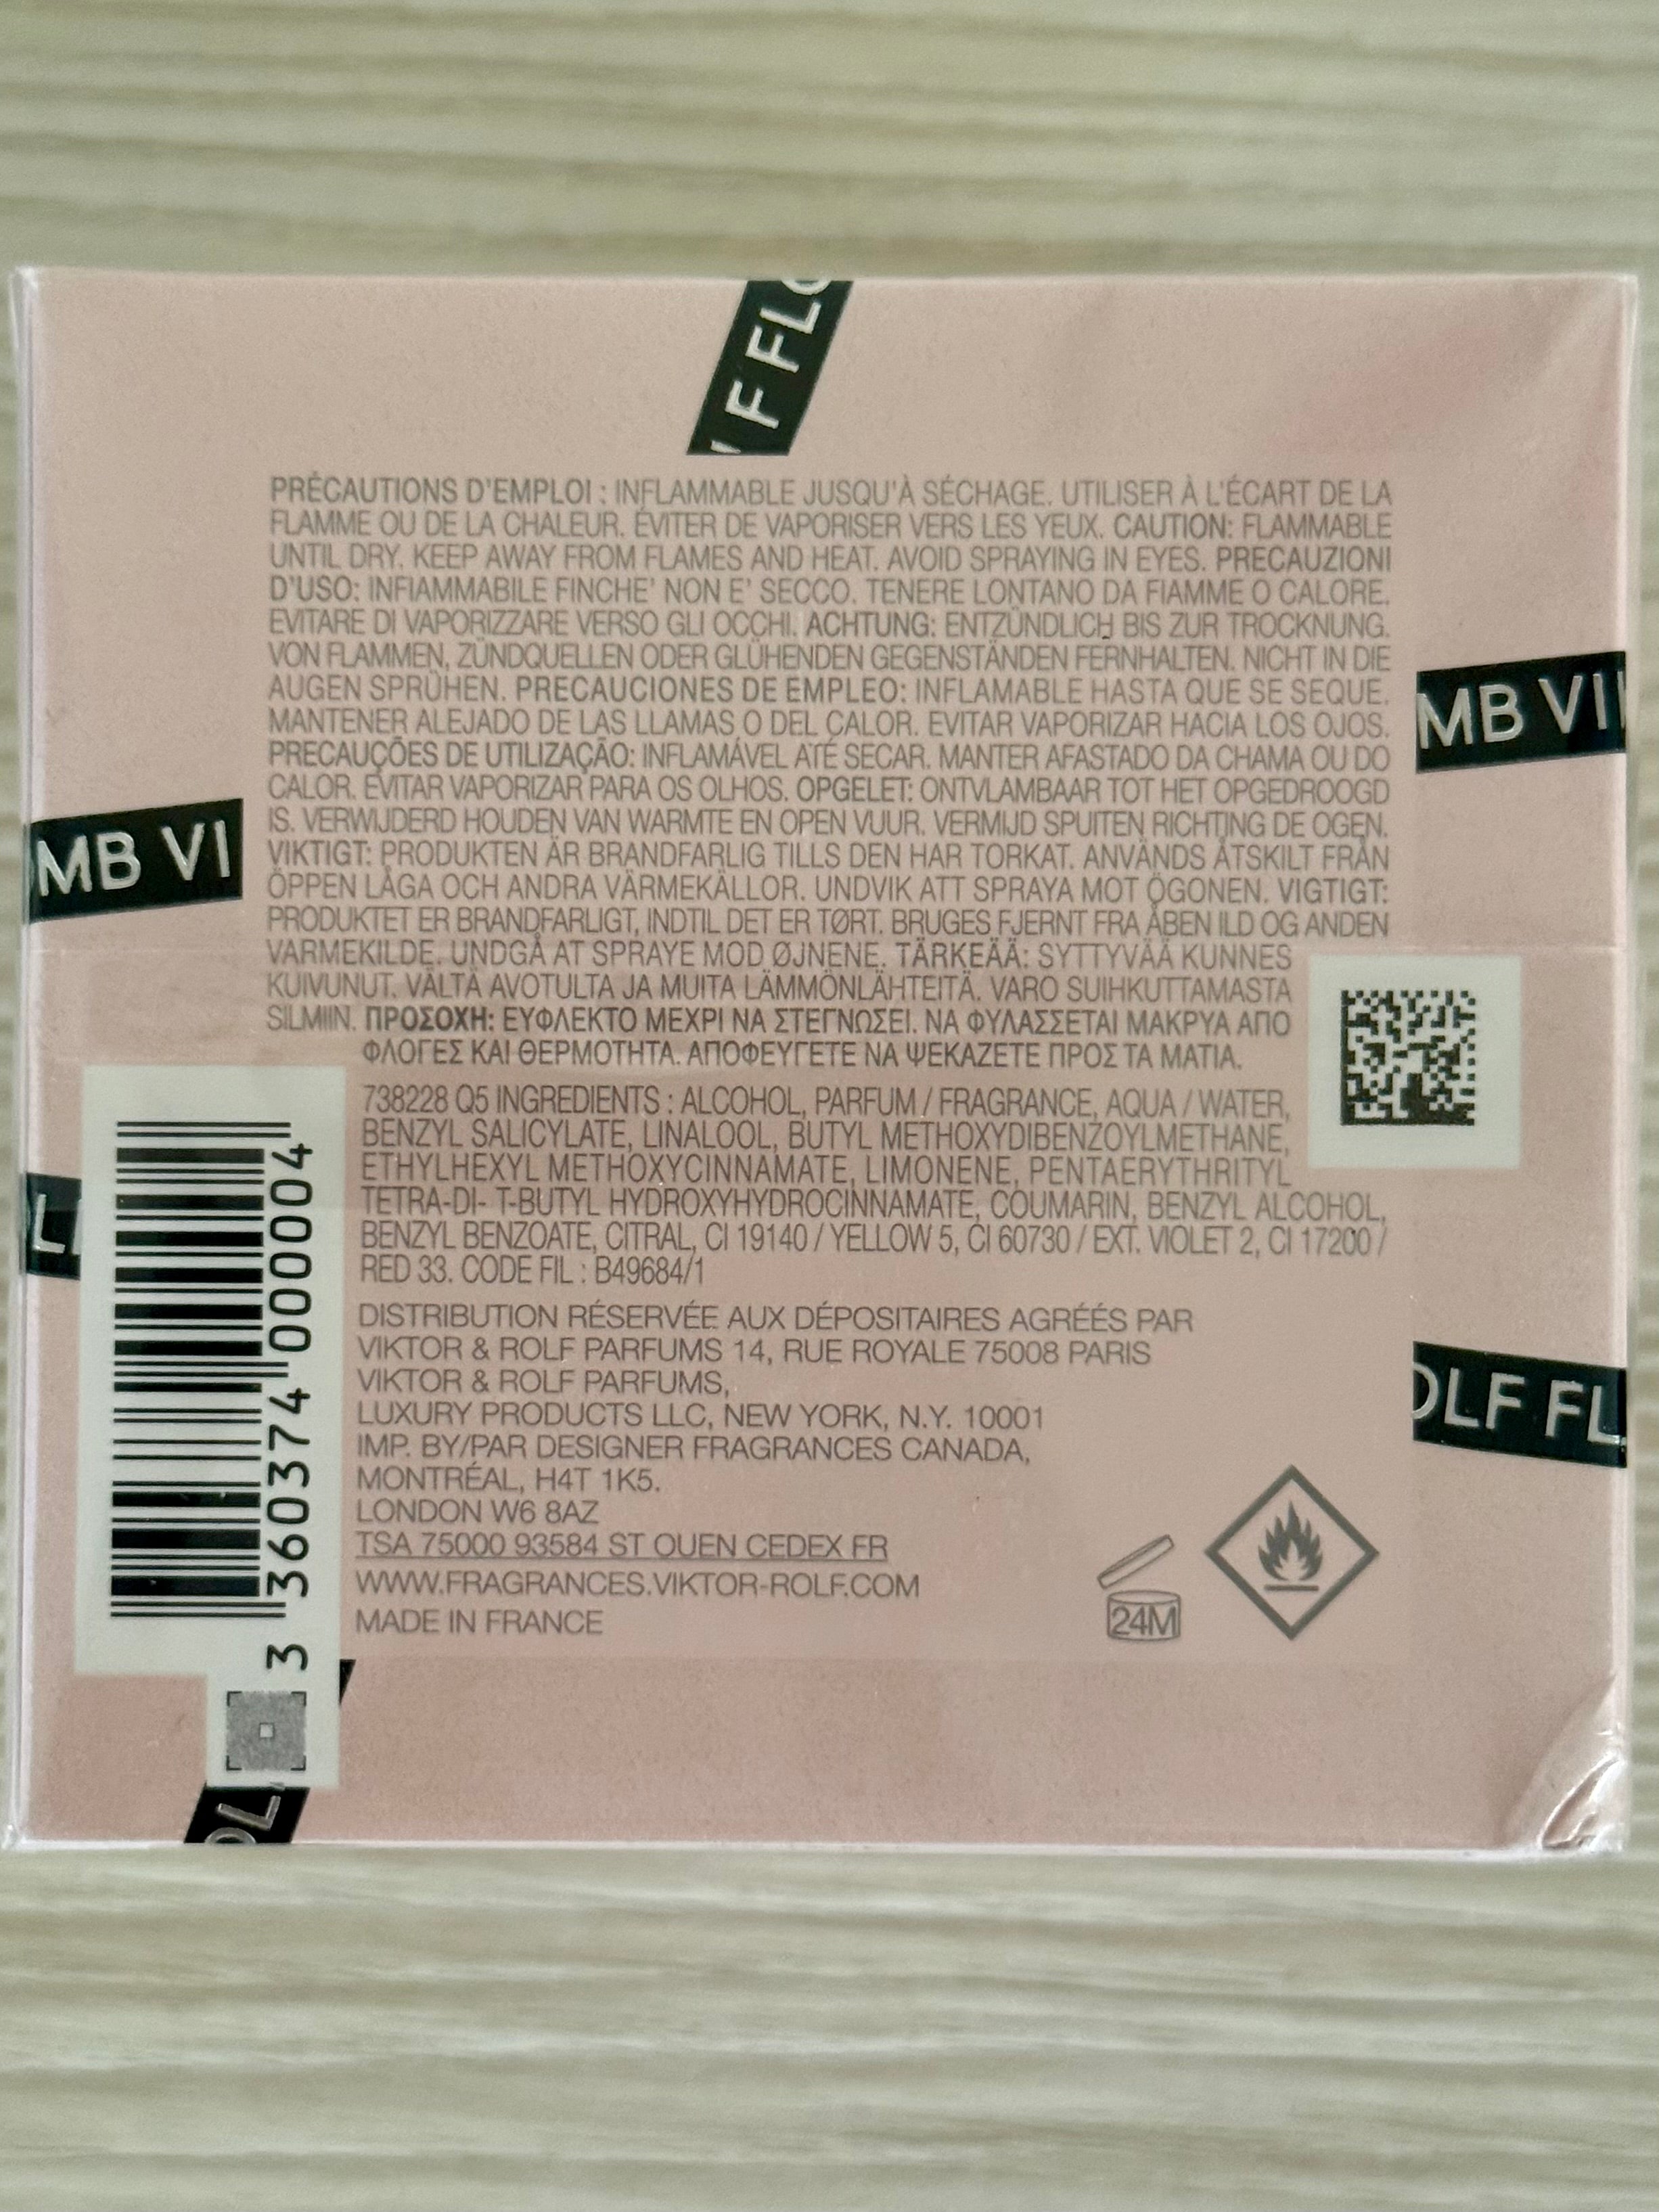 F FLO
PRÉCAUTIONS D'EMPLOI : INFLAMMABLE JUSQU'À SÉCHAGE. UTILISER À L'ÉCART DE LA
FLAMME OU DE LA CHALEUR. ÉVITER DE VAPORISER VERS LES YEUX. CAUTION: FLAMMABLE
UNTIL DRY. KEEP AWAY FROM FLAMES AND HEAT. AVOID SPRAYING IN EYES. PRECAUZIONI
D'USO: INFIAMMABILE FINCHE' NON E' SECCO. TENERE LONTANO DA FIAMME O CALORE.
EVITARE DI VAPORIZZARE VERSO GLI OCCHI. ACHTUNG: ENTZÜNDLICH BIS ZUR TROCKNUNG.
VON FLAMMEN, ZÜNDQUELLEN ODER GLÜHENDEN GEGENSTÄNDEN FERNHALTEN. NICHT IN DIE
AUGEN SPRÜHEN. PRECAUCIONES DE EMPLEO: INFLAMABLE HASTA QUE SE SEQUE.
MANTENER ALEJADO DE LAS LLAMAS O DEL CALOR. EVITAR VAPORIZAR HACIA LOS OJOS.
PRECAUÇÕES DE UTILIZAÇÃO: INFLAMÁVEL ATÉ SECAR. MANTER AFASTADO DA CHAMA OU DO
CALOR. EVITAR VAPORIZAR PARA OS OLHOS. OPGELET: ONTVLAMBAAR TOT HET OPGEDROOGD
IS. VERWIJDERD HOUDEN VAN WARMTE EN OPEN VUUR. VERMIJD SPUITEN RICHTING DE OGEN.
VIKTIGT: PRODUKTEN ÄR BRANDFARLIG TILLS DEN HAR TORKAT. ANVÄNDS ÅTSKILT FRÅN
ÖPPEN LÅGA OCH ANDRA VÄRMEKÄLLOR. UNDVIK ATT SPRAYA MOT ÖGONEN. VIGTIGT:
PRODUKTET ER BRANDFARLIGT, INDTIL DET ER TØRT. BRUGES FJERNT FRA ÅBEN ILD OG ANDEN
VARMEKILDE. UNDGÅ AT SPRAYE MOD ØJNENE. TÄRKEÄÄ: SYTTYVÄÄ KUNNES
KUIVUNUT. VÄLTÄ AVOTULTA JA MUITA LÄMMÖNLÄHTEITÄ. VARO SUIHKUTTAMASTA
SILMIIN. ΠΡΟΣΟΧΗ: ΕΥΦΛΕΚΤΟ ΜΕΧΡΙ ΝΑ ΣΤΕΓΝΩΣΕΙ. ΝΑ ΦΥΛΑΣΣΕΤΑΙ ΜΑΚΡΥΑ ΑΠΟ
ΦΛΟΓΕΣ ΚΑΙ ΘΕΡΜΟΤΗΤΑ. ΑΠΟΦΕΥΓΕΤΕ ΝΑ ΨΕΚΑΖΕΤΕ ΠΡΟΣ ΤΑ ΜΑΤΙΑ.
738228 Q5 INGREDIENTS : ALCOHOL, PARFUM / FRAGRANCE, AQUA / WATER,
BENZYL SALICYLATE, LINALOOL, BUTYL METHOXYDIBENZOYLMETHANE,
ETHYLHEXYL METHOXYCINNAMATE, LIMONENE, PENTAERYTHRITYL
TETRA-DI- T-BUTYL HYDROXYHYDROCINNAMATE, COUMARIN, BENZYL ALCOHOL,
BENZYL BENZOATE, CITRAL, CI 19140 / YELLOW 5, CI 60730 / EXT. VIOLET 2, CI 17200 /
RED 33. CODE FIL : B49684/1
DISTRIBUTION RÉSERVÉE AUX DÉPOSITAIRES AGRÉÉS PAR
VIKTOR & ROLF PARFUMS 14, RUE ROYALE 75008 PARIS
VIKTOR & ROLF PARFUMS,
LUXURY PRODUCTS LLC, NEW YORK, N.Y. 10001
IMP. BY/PAR DESIGNER FRAGRANCES CANADA,
MONTRÉAL, H4T 1K5.
LONDON W6 8AZ
TSA 75000 93584 ST OUEN CEDEX FR
WWW.FRAGRANCES.VIKTOR-ROLF.COM
MADE IN FRANCE
24M
3 360374 000004
MB VI
MB VI
OLF FL
OL